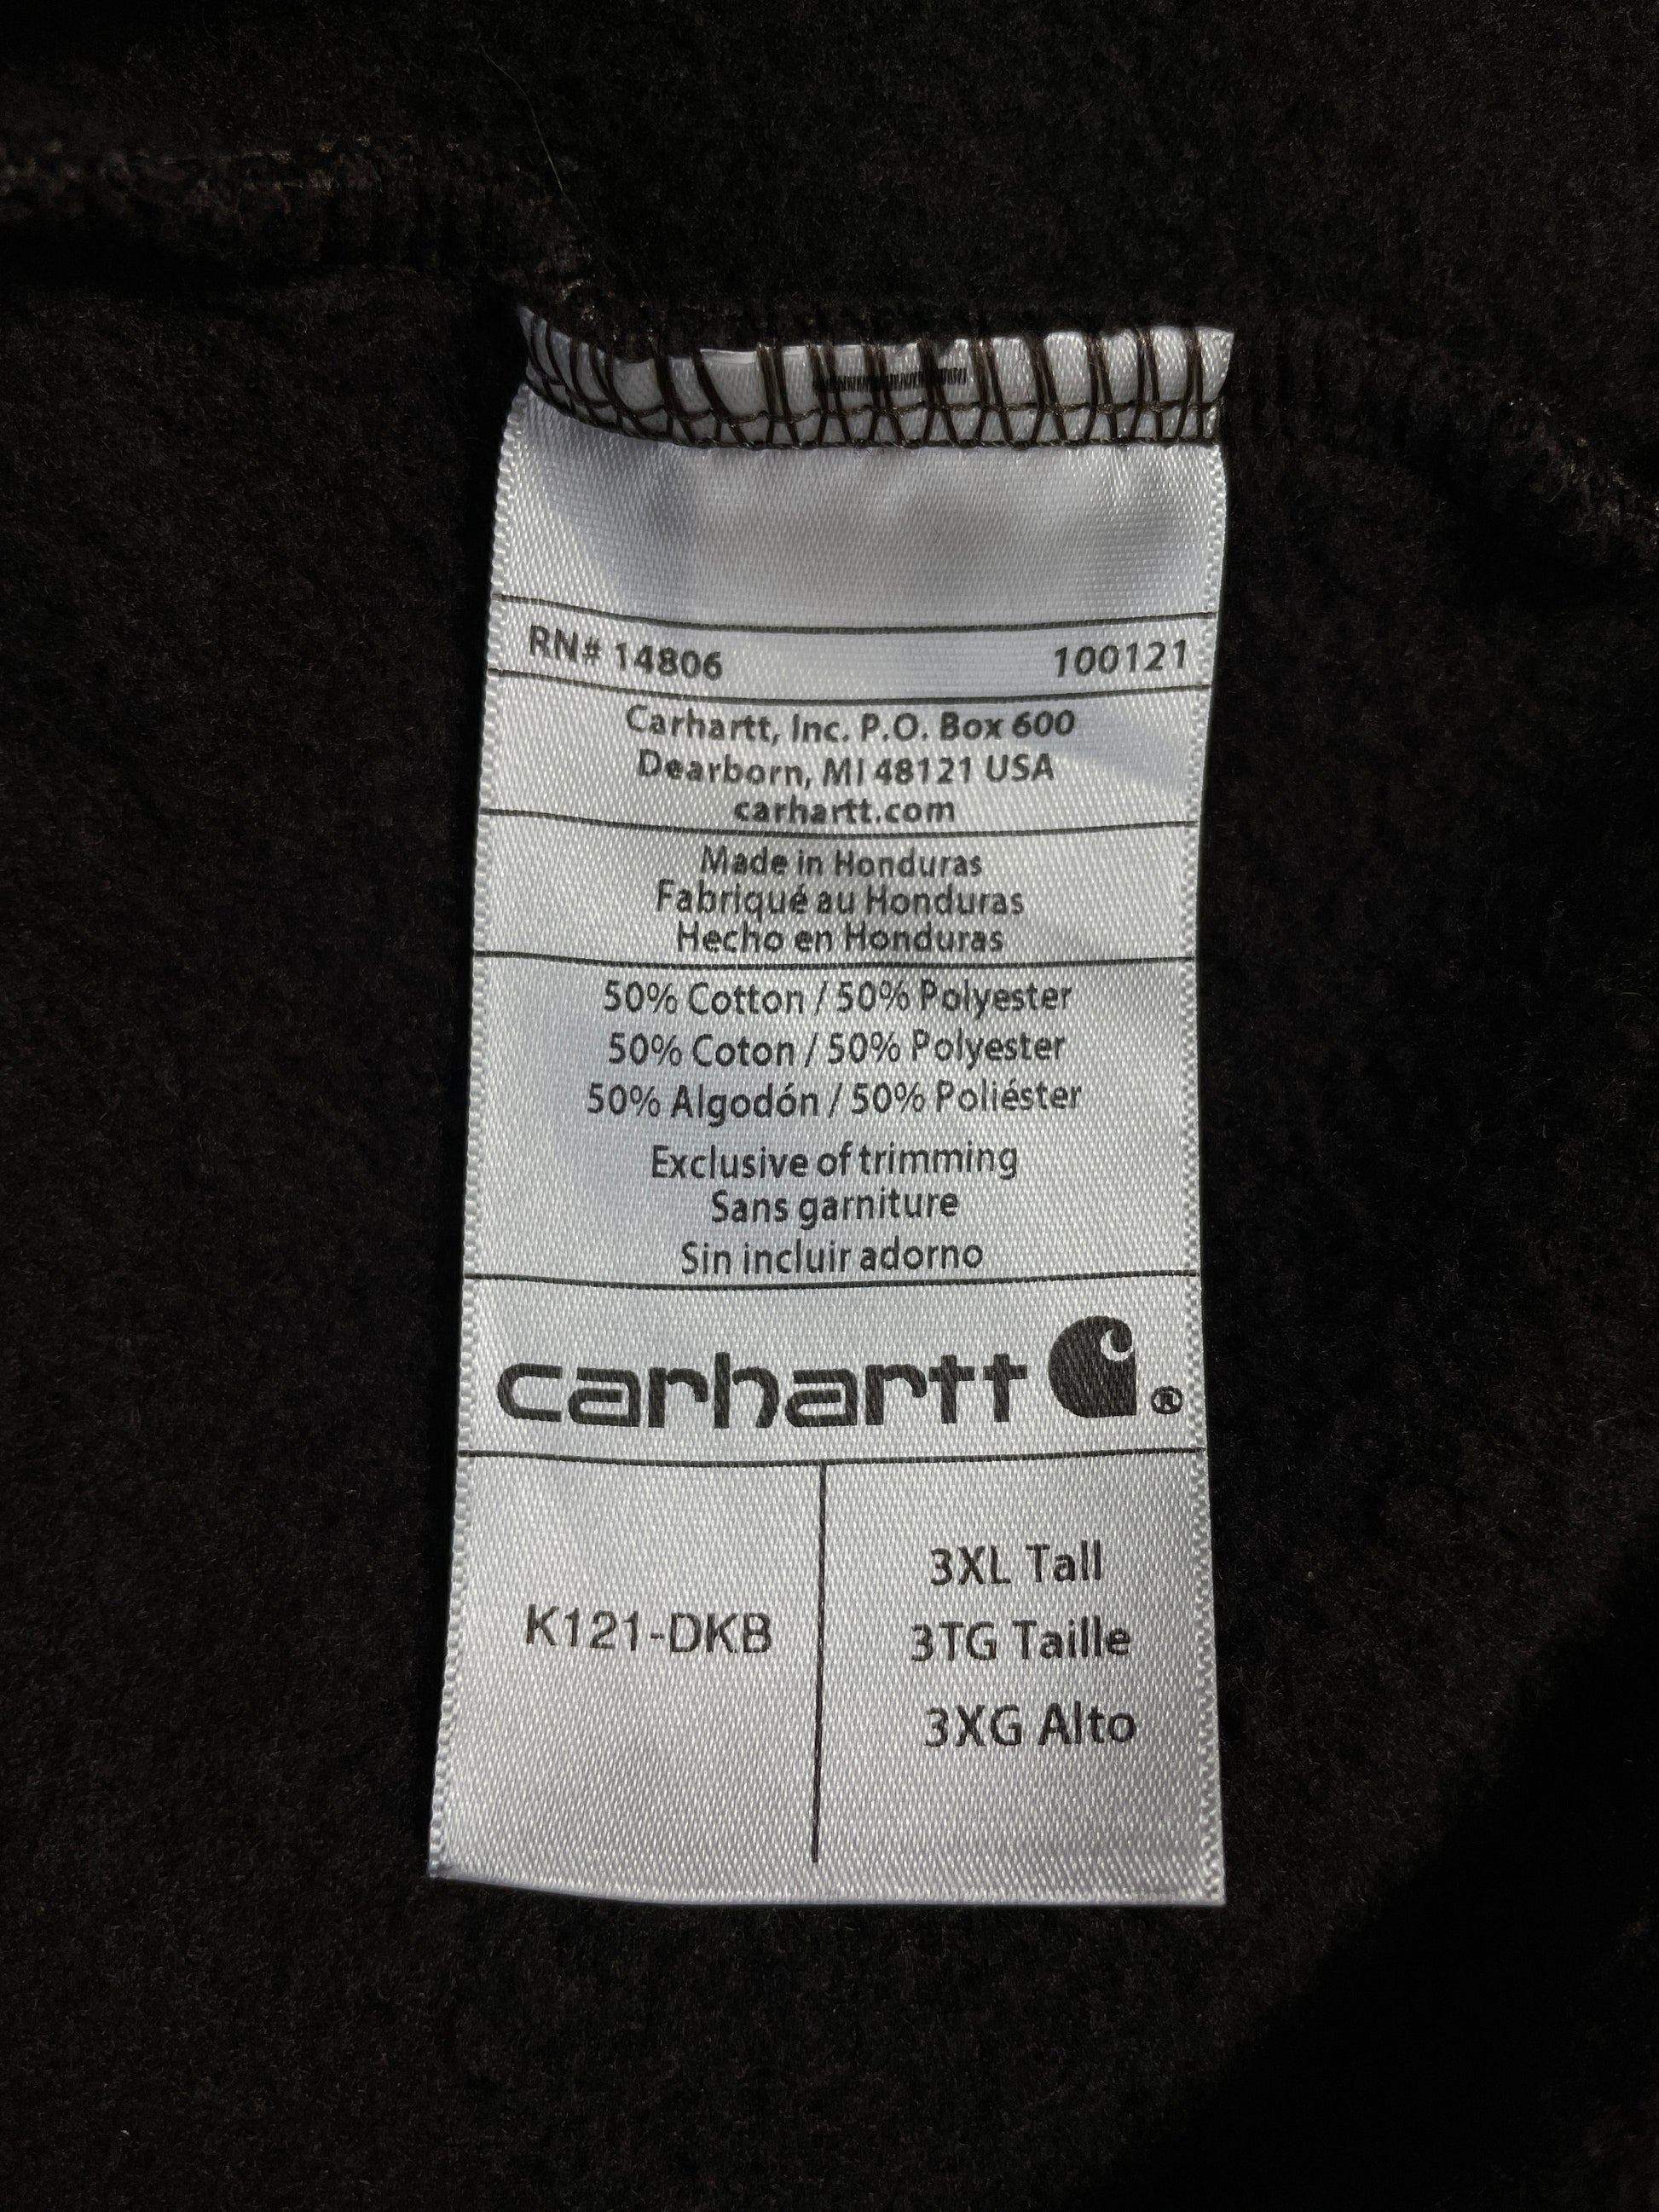 RN# 14806 100121
Carhartt, Inc. P.O. Box 600
Dearborn, MI 48121 USA
carhartt.com
Made in Honduras
Fabriqué au Honduras
Hecho en Honduras
50% Cotton / 50% Polyester
50% Coton / 50% Polyester
50% Algodón / 50% Poliéster
Exclusive of trimming
Sans garniture
Sin incluir adorno
carhartt ®
K121-DKB
3XL Tall
3TG Taille
3XG Alto